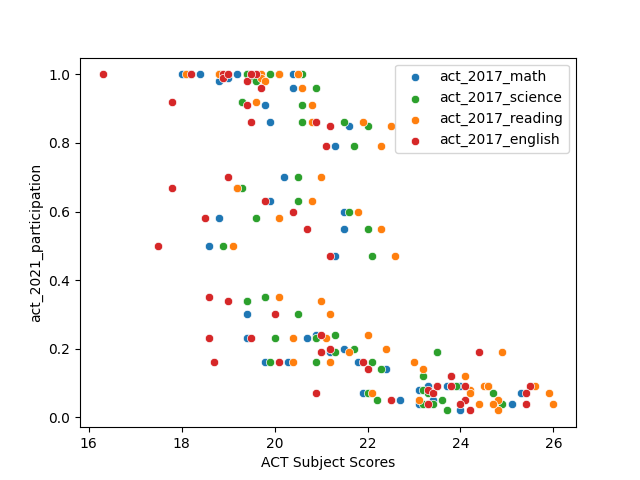 act_2017_math
act_2017_science
act_2017_reading
act_2017_english
1.0
0.8
0.6
0.4
0.2
0.0
act_2021_participation
16
18
20
22
24
26
ACT Subject Scores